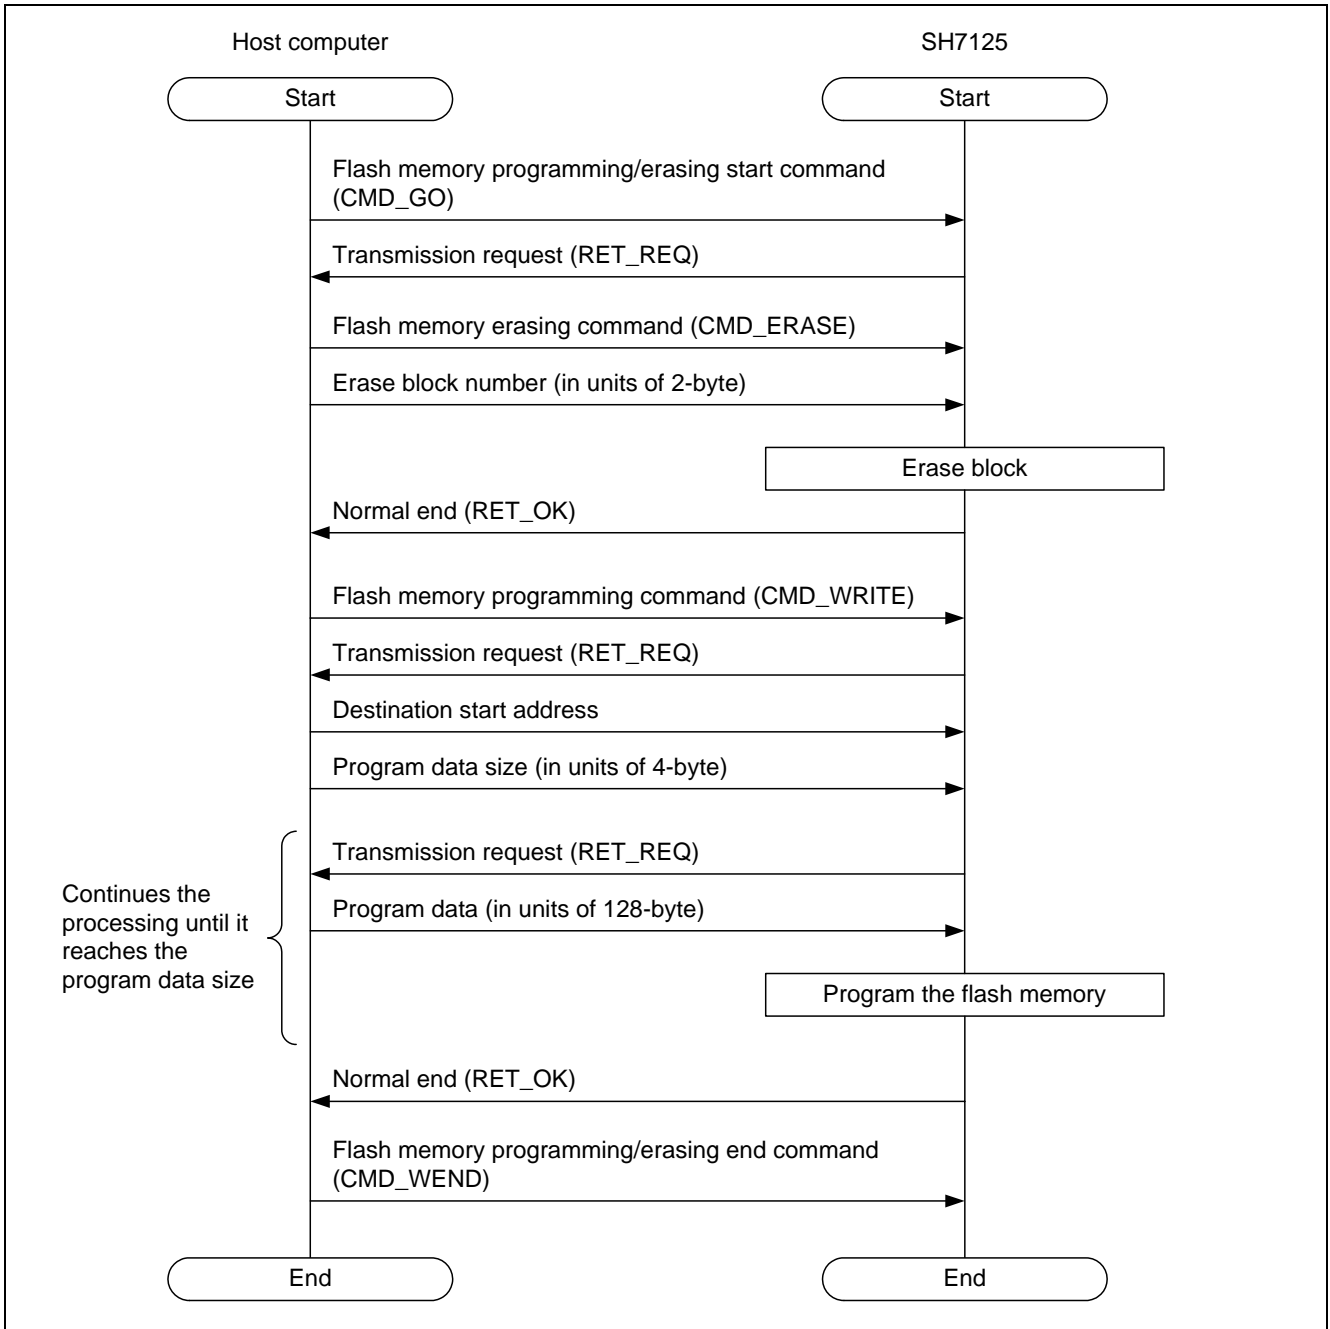 Host computer
SH7125
Start
Start
Flash memory programming/erasing start command
(CMD_GO)
Transmission request (RET_REQ)
Flash memory erasing command (CMD_ERASE)
Erase block number (in units of 2-byte)
Erase block
Normal end (RET_OK)
Flash memory programming command (CMD_WRITE)
Transmission request (RET_REQ)
Destination start address
Program data size (in units of 4-byte)
Transmission request (RET_REQ)
Continues the
processing until it
reaches the
program data size
Program data (in units of 128-byte)
Program the flash memory
Normal end (RET_OK)
Flash memory programming/erasing end command
(CMD_WEND)
End
End